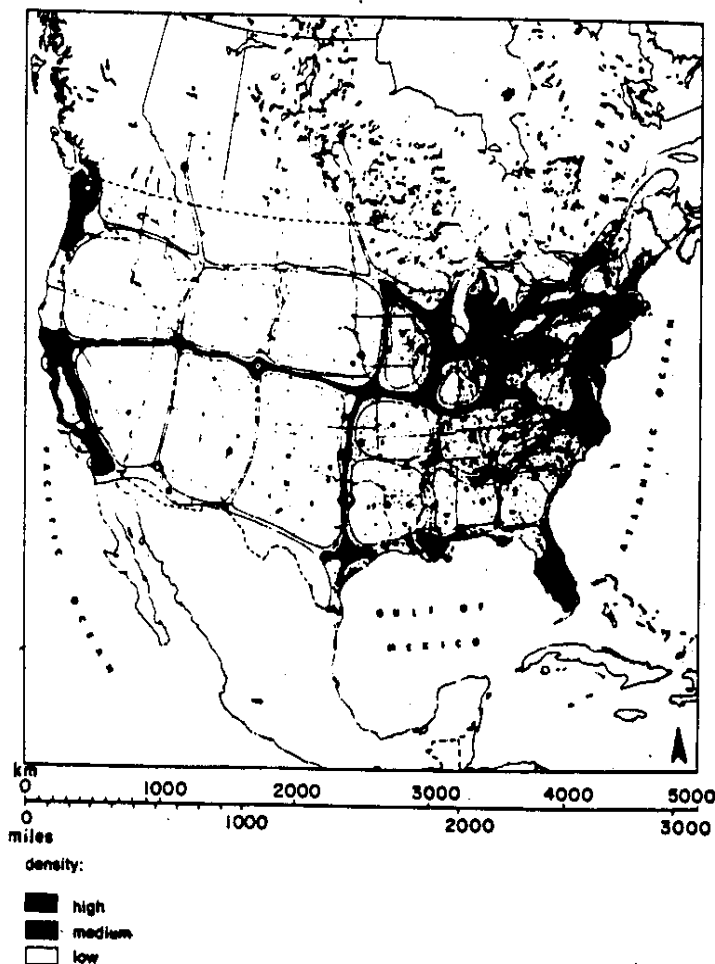 PACIFIC OCEAN
ATLANTIC OCEAN
GULF OF
MEXICO
km
0 1000 2000 3000 4000 5000
0 1000 2000 3000
miles
density:
high
medium
low